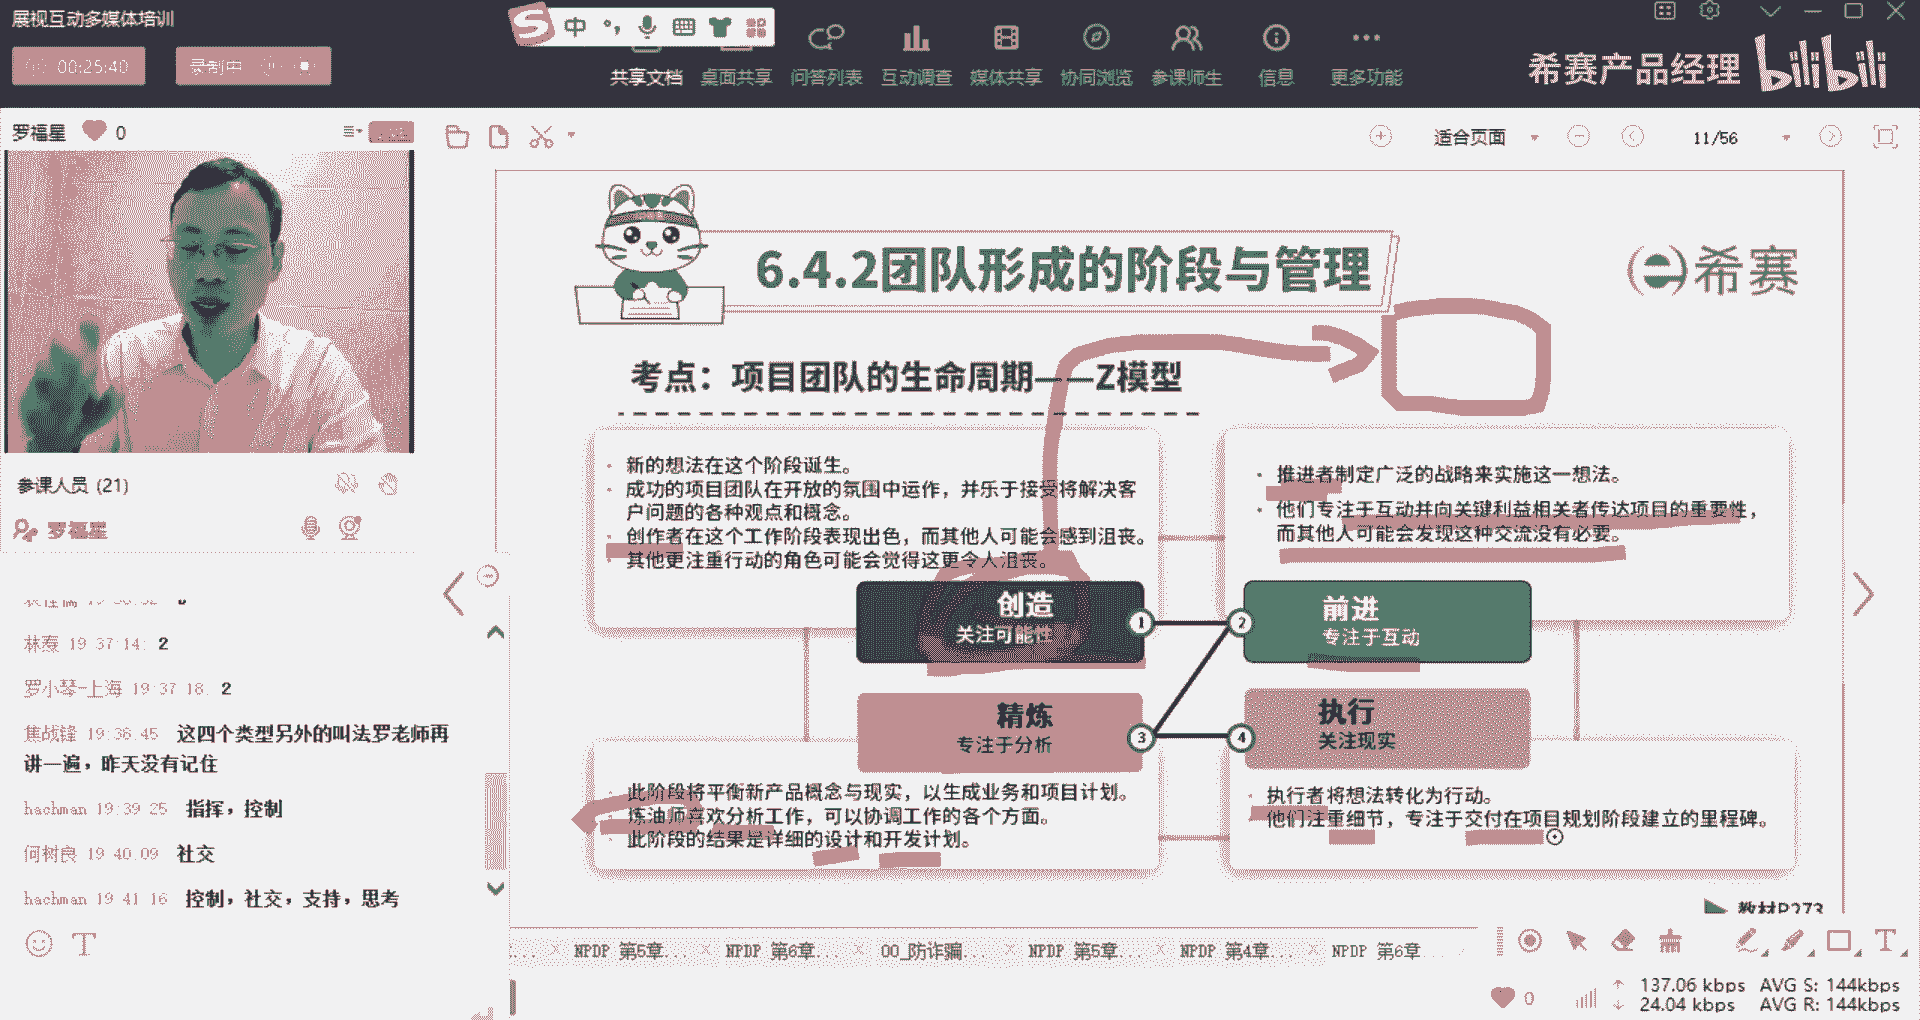 展视互动多媒体培训
00:25:40
录制中
中
共享文档 桌面共享 问答列表 互动调查 媒体共享 协同浏览 参课师生 信息 更多功能
希赛产品经理 bilibili
罗福星 0
适合页面 11/56
6.4.2团队形成的阶段与管理
希赛
考点：项目团队的生命周期——Z模型
新的想法在这个阶段诞生。
成功的项目团队在开放的氛围中运作，并乐于接受将解决客
户问题的各种观点和概念。
创作者在这个工作阶段表现出色，而其他人可能会感到沮丧。
其他更注重行动的角色可能会觉得这更令人沮丧。
推进者制定广泛的战略来实施这一想法。
他们专注于互动并向关键利益相关者传达项目的重要性，
而其他人可能会发现这种交流没有必要。
创造
关注可能性
1
2
前进
专注于互动
精炼
专注于分析
3
4
执行
关注现实
此阶段将平衡新产品概念与现实，以生成业务和项目计划。
炼油师喜欢分析工作，可以协调工作的各个方面。
此阶段的结果是详细的设计和开发计划。
执行者将想法转化为行动。
他们注重细节，专注于交付在项目规划阶段建立的里程碑。
教材P273
参课人员 (21)
罗福星
林焘 19:37:14: 2
罗小琴-上海 19:37:18: 2
焦战锋 19:38:45 这四个类型另外的叫法罗老师再
讲一遍，昨天没有记住
hachman 19:39:25 指挥，控制
何树良 19:40:09 社交
hachman 19:41:16 控制，社交，支持，思考
NPDP 第5章... NPDP 第6章... 00_防诈骗... NPDP 第5章... NPDP 第4章... NPDP 第6章
0
137.06 kbps AVG S: 144kbps
24.04 kbps AVG R: 144kbps